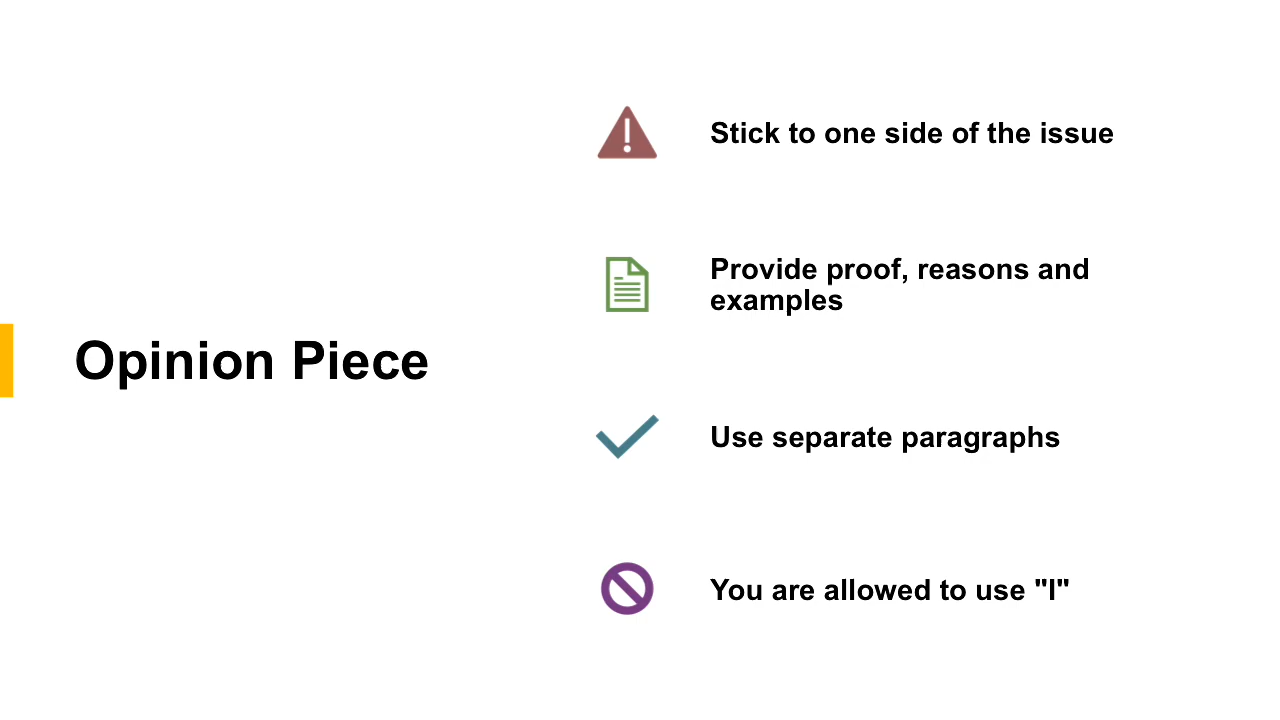 Opinion Piece
Stick to one side of the issue
Provide proof, reasons and
examples
Use separate paragraphs
You are allowed to use "I"